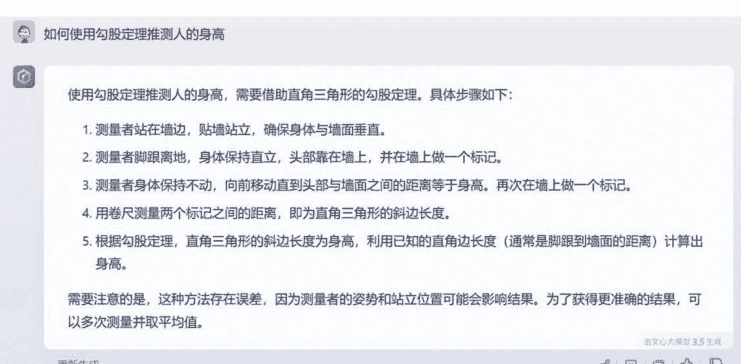 如何使用勾股定理推测人的身高
使用勾股定理推测人的身高，需要借助直角三角形的勾股定理。具体步骤如下：
1. 测量者站在墙边，贴墙站立，确保身体与墙面垂直。
2. 测量者脚跟离地，身体保持直立，头部靠在墙上，并在墙上做一个标记。
3. 测量者身体保持不动，向前移动直到头部与墙面之间的距离等于身高。再次在墙上做一个标记。
4. 用卷尺测量两个标记之间的距离，即为直角三角形的斜边长度。
5. 根据勾股定理，直角三角形的斜边长度为身高，利用已知的直角边长度（通常是脚跟到墙面的距离）计算出
身高。
需要注意的是，这种方法存在误差，因为测量者的姿势和站立位置可能会影响结果。为了获得更准确的结果，可
以多次测量并取平均值。
由文心大模型 3.5 生成